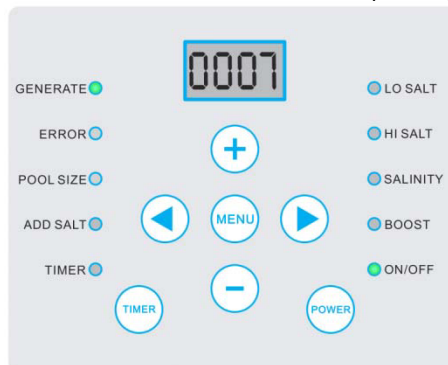 0007
GENERATE
LO SALT
ERROR
HI SALT
POOL SIZE
SALINITY
ADD SALT
MENU
BOOST
TIMER
ON/OFF
TIMER
POWER